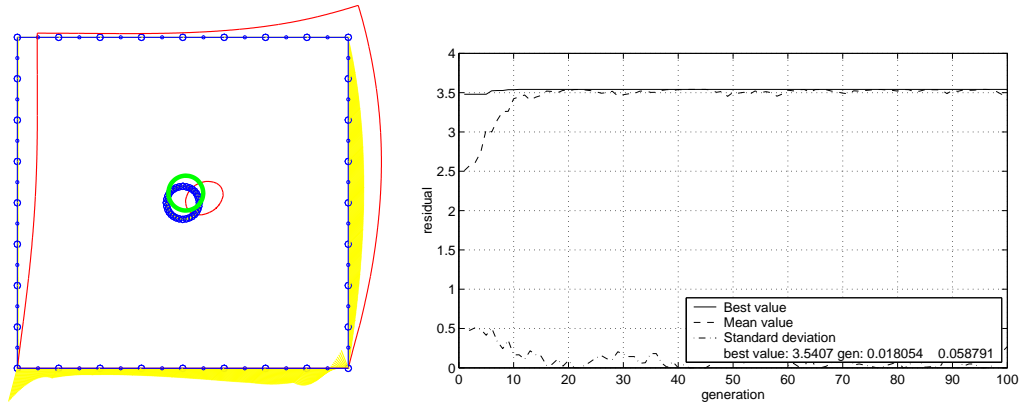 4
3.5
3
2.5
2
1.5
1
0.5
0
residual
Best value
Mean value
Standard deviation
best value: 3.5407 gen: 0.018054 0.058791
0 10 20 30 40 50 60 70 80 90 100
generation